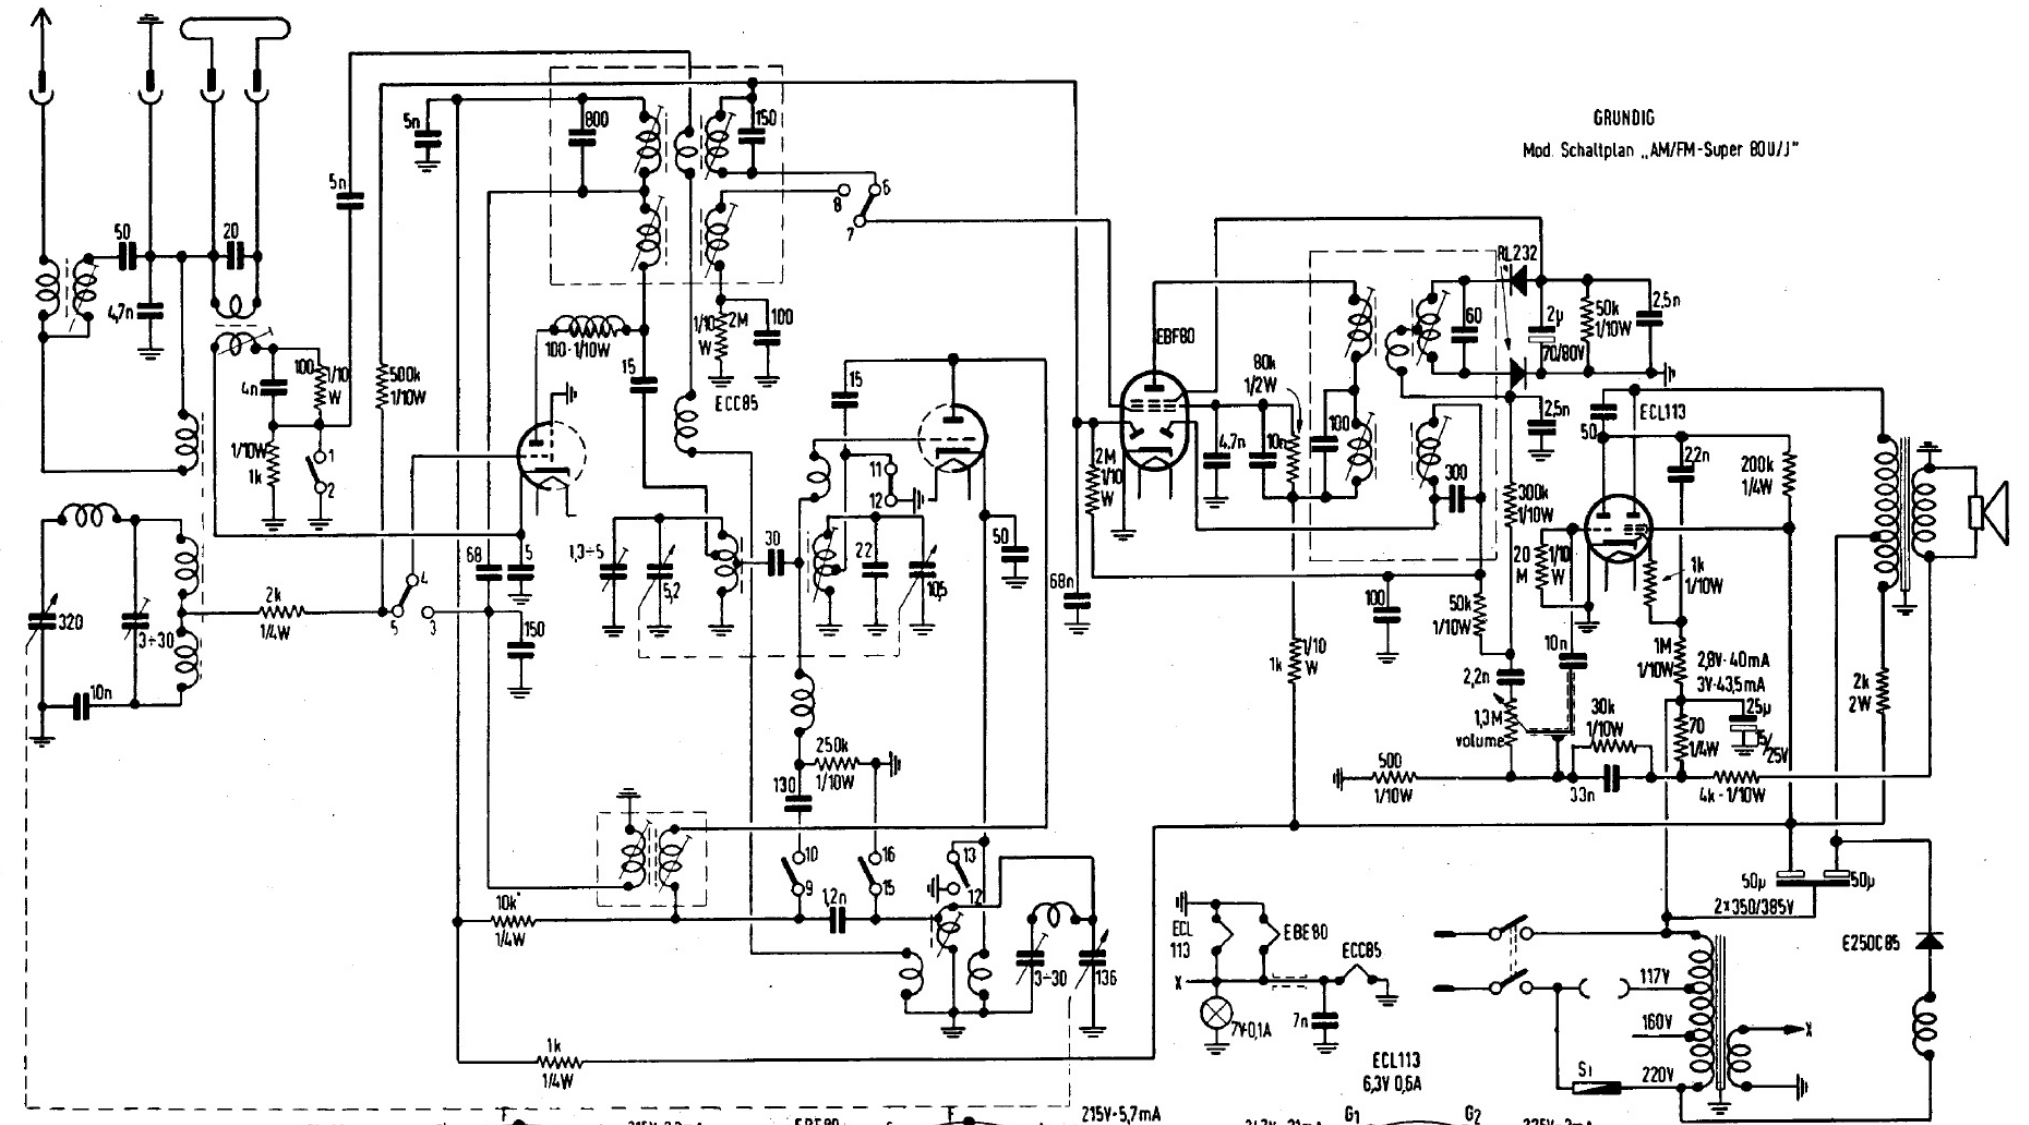 GRUNDIG
Mod. Schaltplan „AM/FM-Super 80U/J"
50
20
4,7n
5n
5n
800
150
8
6
7
100-1/10W
15
1/10
W
2M
100
ECC85
15
4n
100
1/10
W
500k
1/10W
1/10W
1k
1
2
11
12
320
3÷30
10n
2k
1/4W
4
5
3
68
5
150
1,3÷5
5,2
30
22
10,5
50
68n
250k
1/10W
130
10
9
16
15
13
12
1,2n
10k
1/4W
3-30
136
1k
1/4W
EBF80
2M
1/10
W
4,7n
10n
80k
1/2W
100
60
300
RL232
2µ
70/80V
50k
1/10W
2,5n
2,5n
300k
1/10W
100
50k
1/10W
1k
1/10
W
2,2n
1,3M
volume
50
ECL113
22n
200k
1/4W
20
M
1/10
W
1k
1/10W
10n
1M
1/10W
2,8V-40mA
3V-43,5mA
25µ
25V
70
1/4W
30k
1/10W
33n
500
1/10W
4k-1/10W
2k
2W
50µ
50µ
2x350/385V
E250C85
ECL
113
EBE80
ECC85
X
7V-0,1A
7n
ECL113
6,3V 0,6A
117V
160V
220V
Si
X
F
F
EBF80
215V-5,7mA
G1
G2